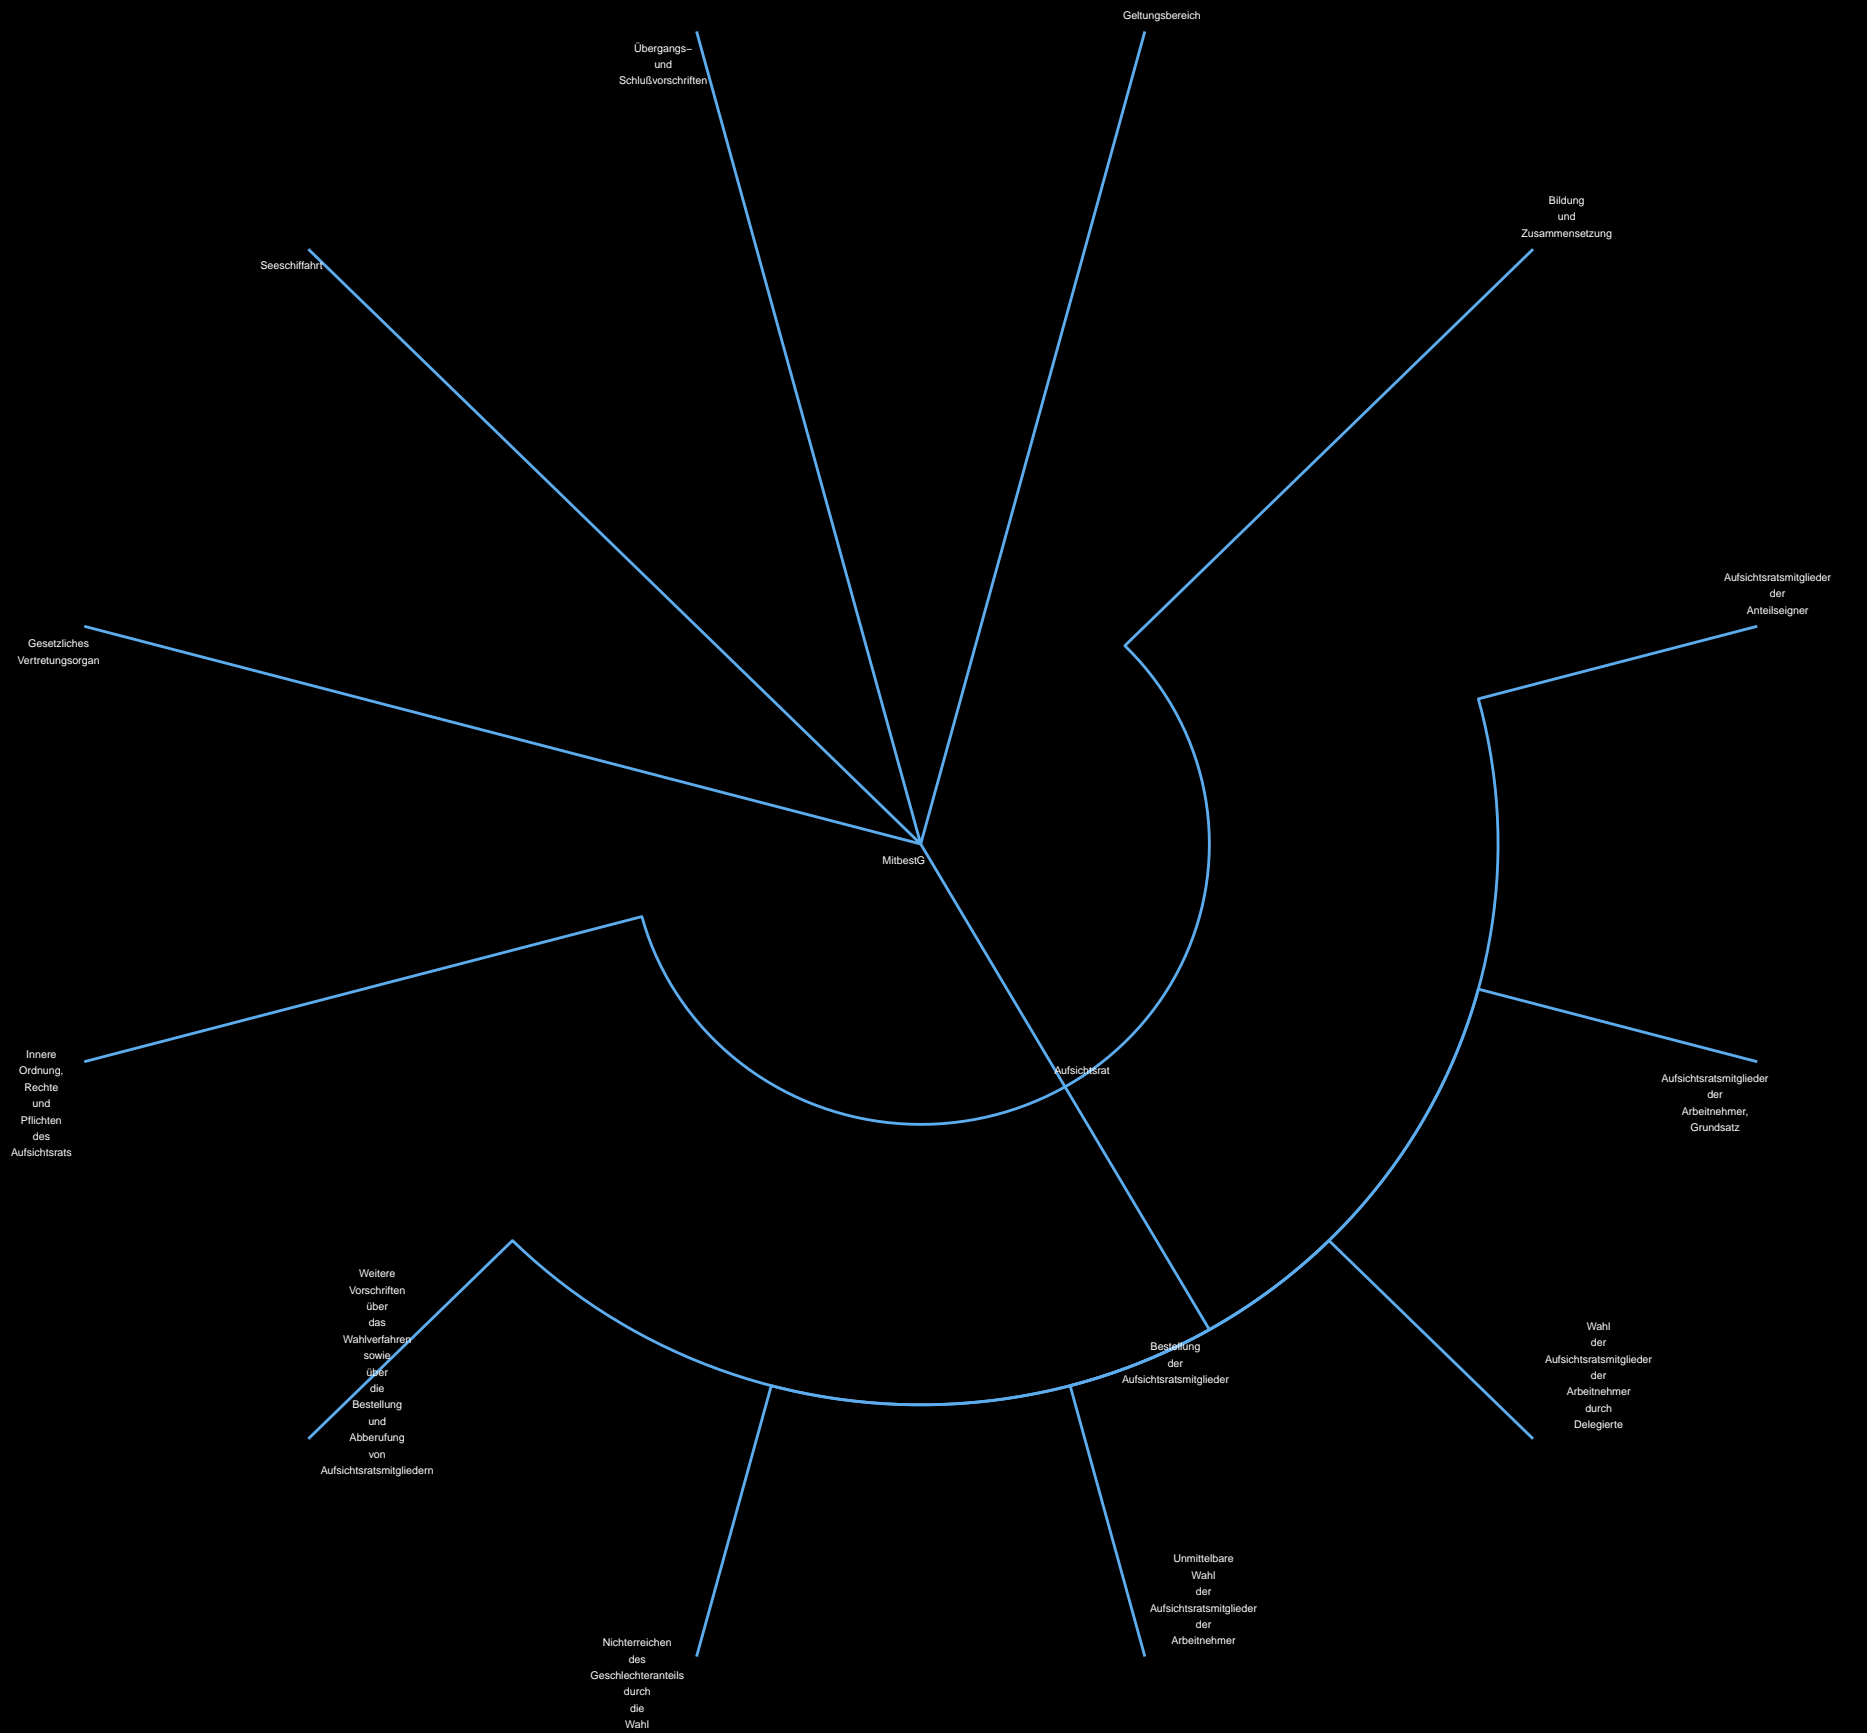 Geltungsbereich
Übergangs–
und
Schlußvorschriften
Bildung
und
Zusammensetzung
Seeschiffahrt
Aufsichtsratsmitglieder
der
Anteilseigner
Gesetzliches
Vertretungsorgan
MitbestG
Innere
Ordnung,
Rechte
und
Pflichten
des
Aufsichtsrats
Aufsichtsrat
Aufsichtsratsmitglieder
der
Arbeitnehmer,
Grundsatz
Weitere
Vorschriften
über
das
Wahlverfahren
sowie
über
die
Bestellung
und
Abberufung
von
Aufsichtsratsmitgliedern
Bestellung
der
Aufsichtsratsmitglieder
Wahl
der
Aufsichtsratsmitglieder
der
Arbeitnehmer
durch
Delegierte
Unmittelbare
Wahl
der
Aufsichtsratsmitglieder
der
Arbeitnehmer
Nichterreichen
des
Geschlechteranteils
durch
die
Wahl